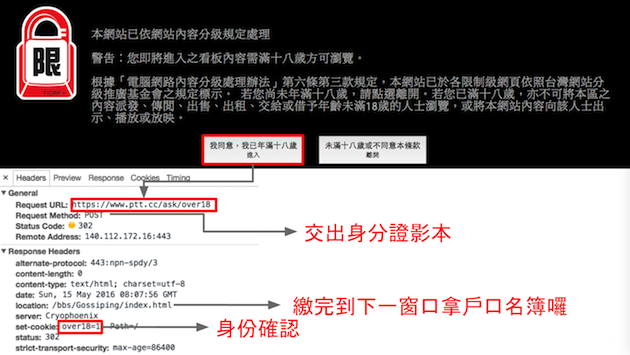 限
本網站已依網站內容分級規定處理
警告：您即將進入之看板內容需滿十八歲方可瀏覽。
根據「電腦網路內容分級處理辦法」第六條第三款規定，本網站已於各限制級網頁依照台灣網站分
級推廣基金會之規定標示。 若您尚未年滿十八歲，請點選離開。若您已滿十八歲，亦不可將本區之
內容派發、傳閱、出售、出租、交給或借予年齡未滿18歲的人士瀏覽，或將本網站內容向該人士出
示、播放或放映。
我同意，我已年滿十八歲
進入
未滿十八歲或不同意本條款
離開
× Headers Preview Response Cookies Timing
▼ General
Request URL: https://www.ptt.cc/ask/over18
Request Method: POST
Status Code: 302
Remote Address: 140.112.172.16:443
交出身分證影本
▼ Response Headers
alternate-protocol: 443:npn-spdy/3
content-length: 0
content-type: text/html; charset=utf-8
date: Sun, 15 May 2016 08:07:56 GMT
location: /bbs/Gossiping/index.html
繳完到下一窗口拿戶口名簿囉
server: Cryophoenix
set-cookie: over18=1; Path=/
身份確認
status: 302
strict-transport-security: max-age=86400